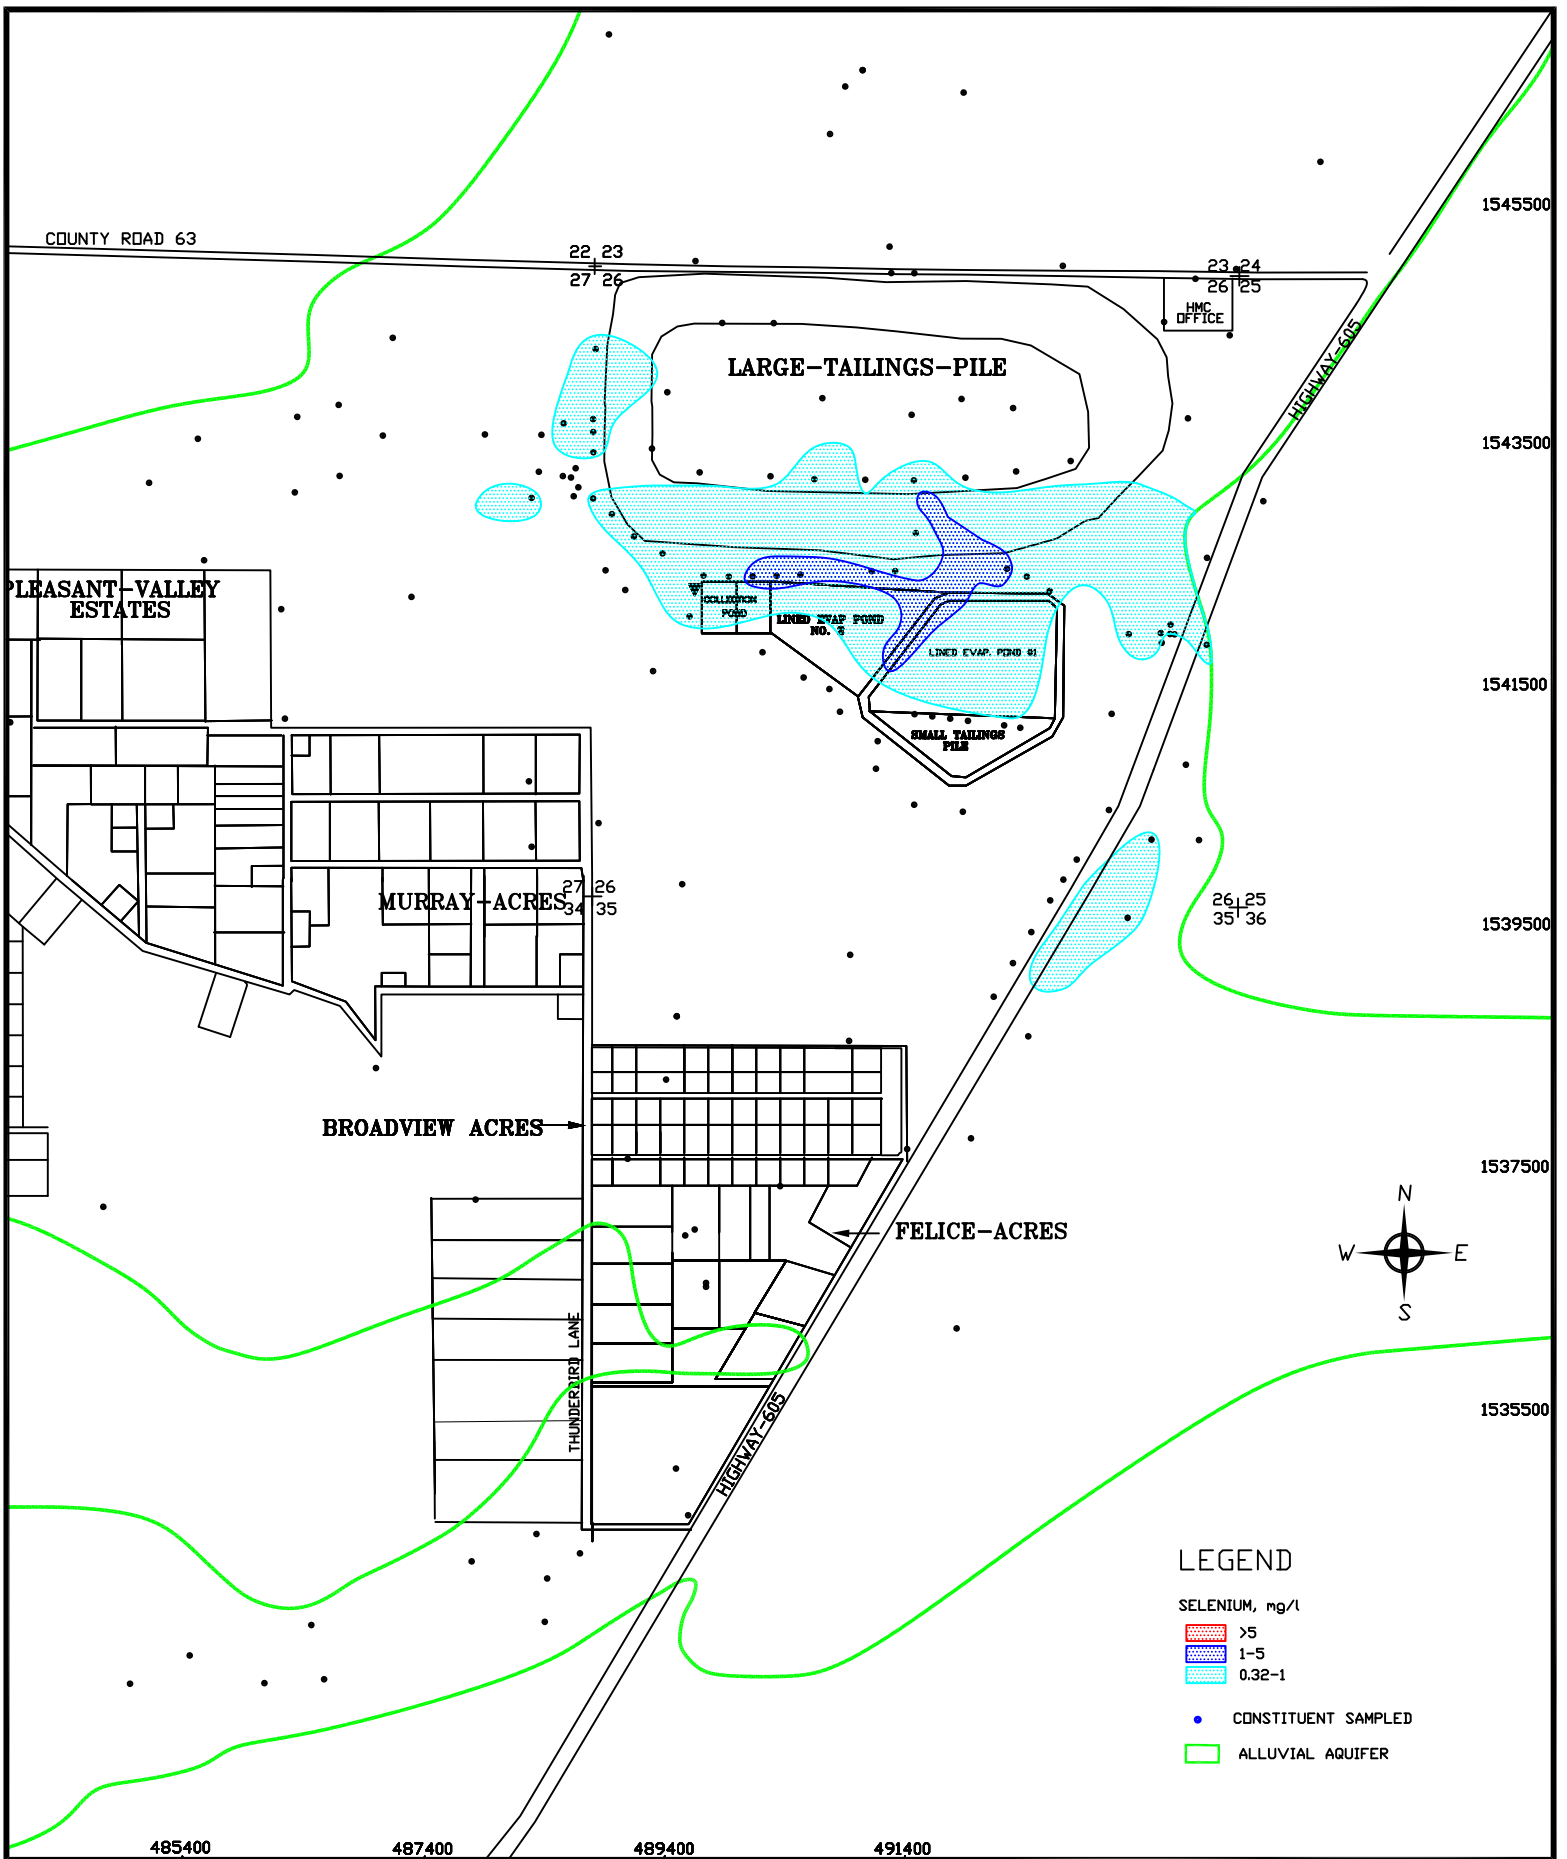 1545500
COUNTY ROAD 63
22 23
27 26
23 24
26 25
HMC
OFFICE
HIGHWAY-605
LARGE-TAILINGS-PILE
1543500
PLEASANT-VALLEY
ESTATES
COLLECTION
POND
LINED EVAP POND
NO. 2
LINED EVAP. POND #1
1541500
SMALL TAILINGS
PILE
27 26
34 35
MURRAY-ACRES
26 25
35 36
1539500
BROADVIEW ACRES
1537500
FELICE-ACRES
N
W
E
S
THUNDERBIRD LANE
HIGHWAY-605
1535500
LEGEND
SELENIUM, mg/l
>5
1-5
0.32-1
CONSTITUENT SAMPLED
ALLUVIAL AQUIFER
485400
487400
489400
491400